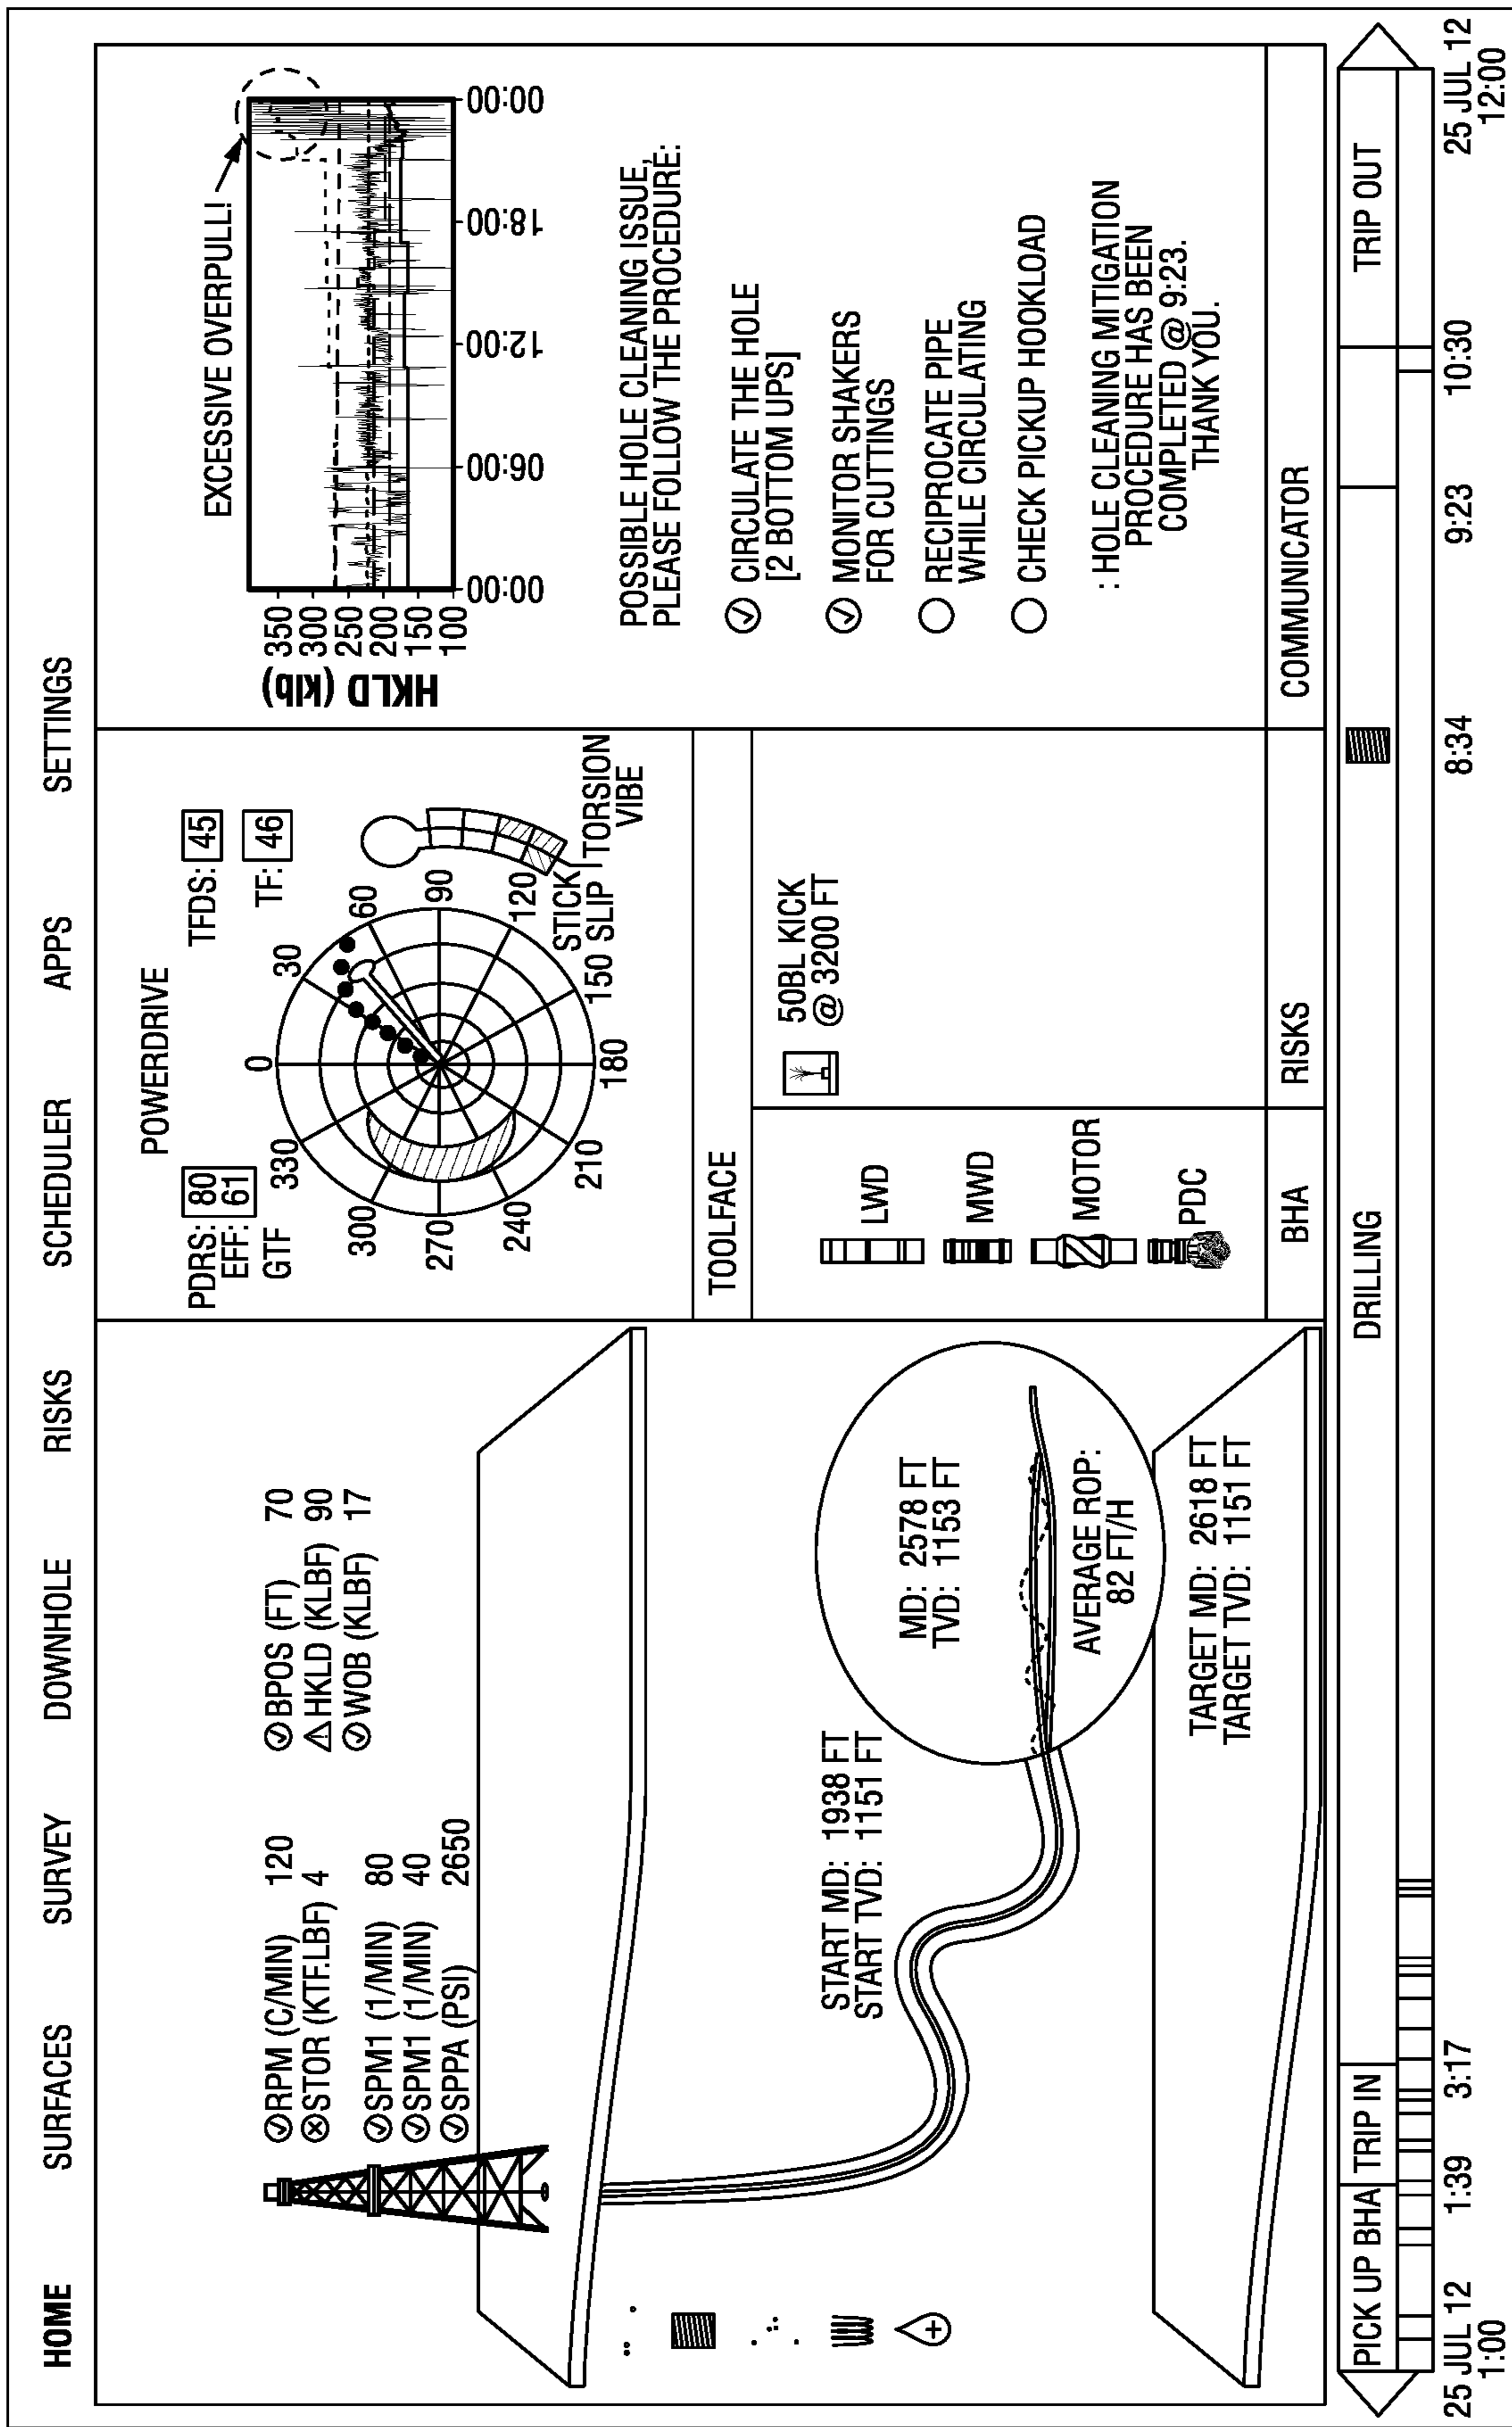 HOME SURFACES SURVEY DOWNHOLE RISKS SCHEDULER APPS SETTINGS
RPM (C/MIN) 120
STOR (KTF.LBF) 4
SPM1 (1/MIN) 80
SPM1 (1/MIN) 40
SPPA (PSI) 2650
BPOS (FT) 70
HKLD (KLBF) 90
WOB (KLBF) 17
START MD: 1938 FT
START TVD: 1151 FT
MD: 2578 FT
TVD: 1153 FT
AVERAGE ROP:
82 FT/H
TARGET MD: 2618 FT
TARGET TVD: 1151 FT
POWERDRIVE
PDRS: 80
EFF: 61
GTF
TFDS: 45
TF: 46
0
30
60
90
120
150
180
210
240
270
300
330
STICK
SLIP
TORSION
VIBE
TOOLFACE
LWD
MWD
MOTOR
PDC
BHA
50BL KICK
@ 3200 FT
RISKS
EXCESSIVE OVERPULL!
HKLD (klb)
350
300
250
200
150
100
00:00 06:00 12:00 18:00 00:00
POSSIBLE HOLE CLEANING ISSUE,
PLEASE FOLLOW THE PROCEDURE:
CIRCULATE THE HOLE
[2 BOTTOM UPS]
MONITOR SHAKERS
FOR CUTTINGS
RECIPROCATE PIPE
WHILE CIRCULATING
CHECK PICKUP HOOKLOAD
: HOLE CLEANING MITIGATION
PROCEDURE HAS BEEN
COMPLETED @ 9:23.
THANK YOU.
COMMUNICATOR
PICK UP BHA TRIP IN DRILLING TRIP OUT
25 JUL 12 1:39 3:17 8:34 9:23 10:30 25 JUL 12
1:00 12:00